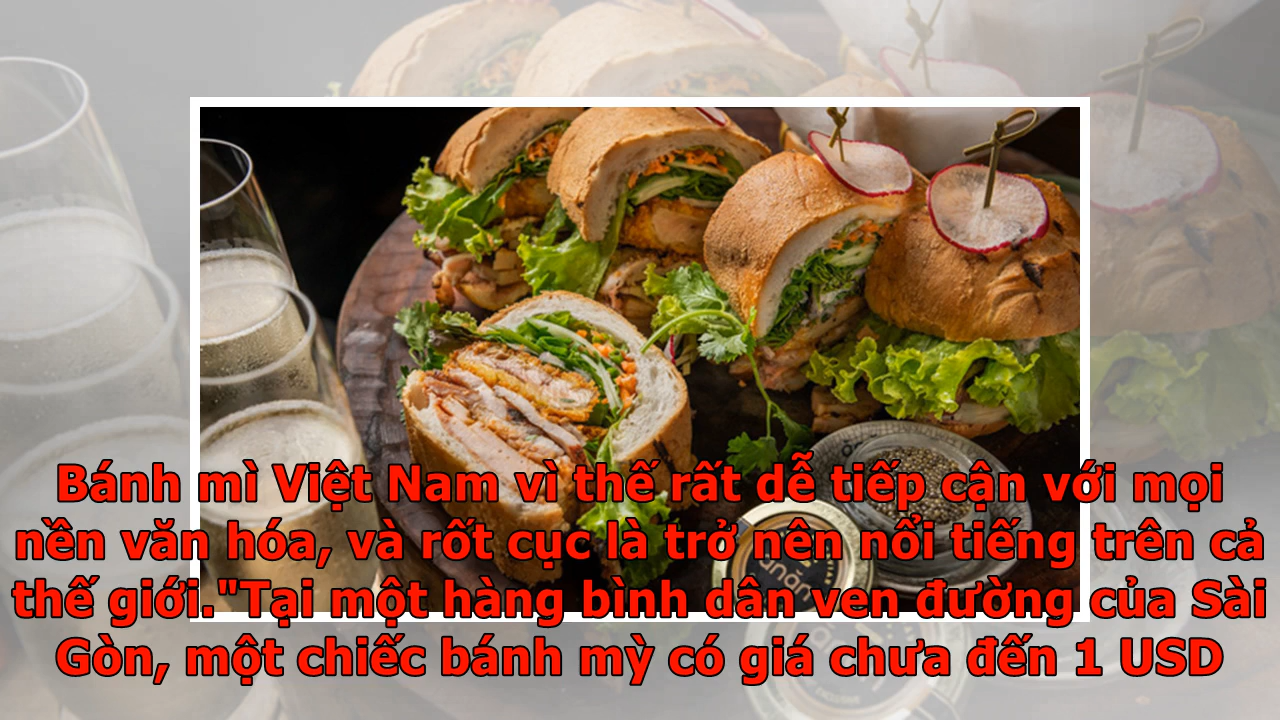 Bánh mì Việt Nam vì thế rất dễ tiếp cận với mọi
nền văn hóa, và rốt cục là trở nên nổi tiếng trên cả
thế giới."Tại một hàng bình dân ven đường của Sài
Gòn, một chiếc bánh mỳ có giá chưa đến 1 USD